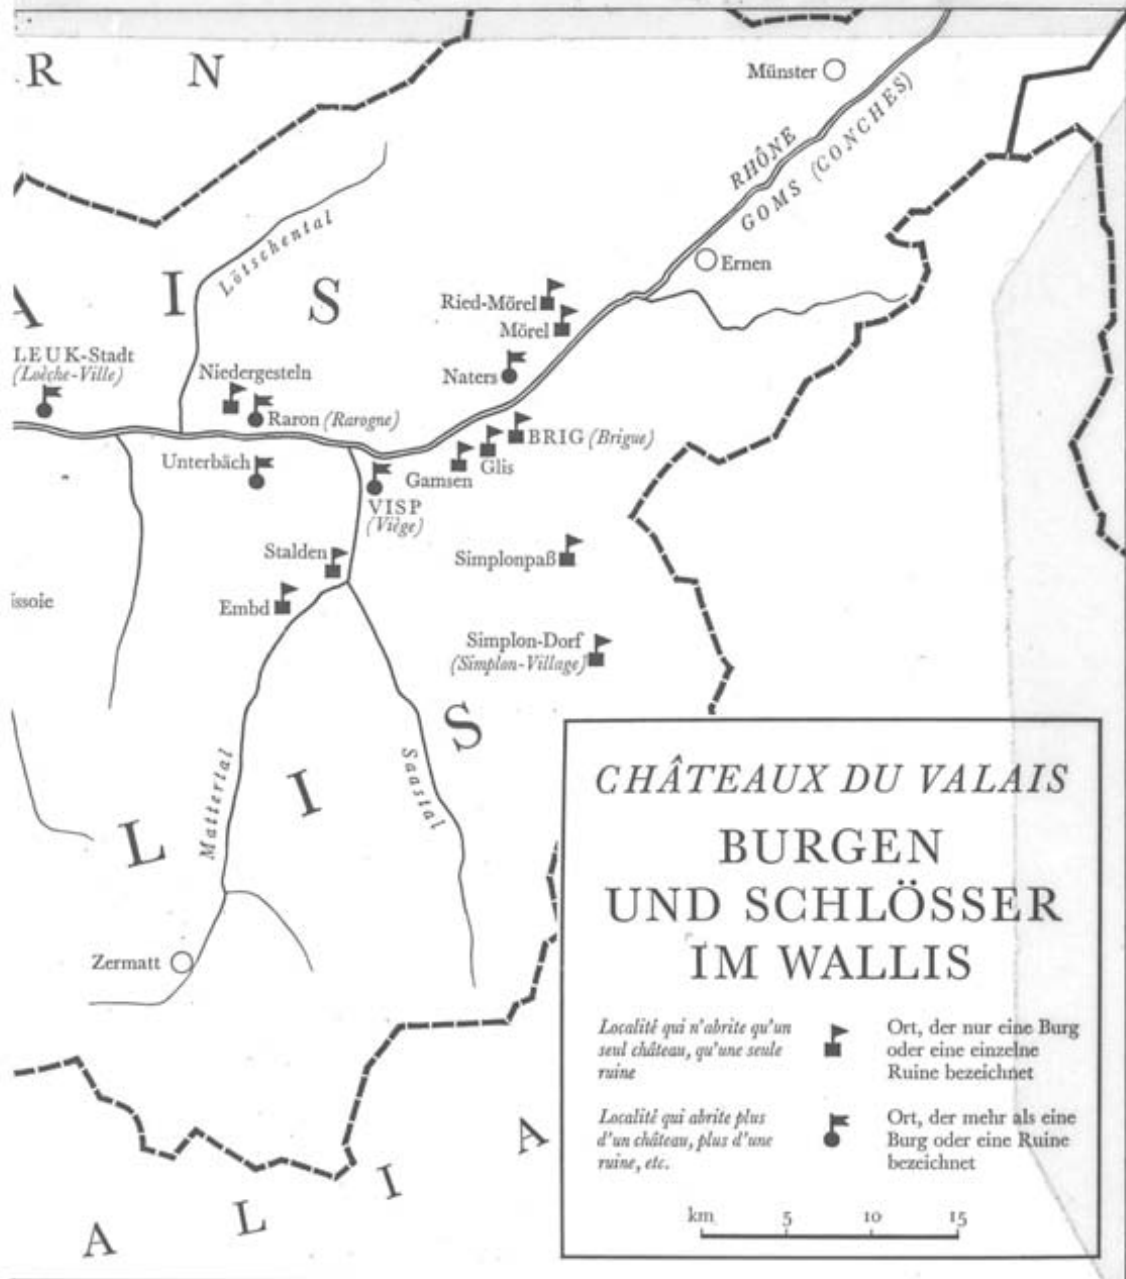 R N
Münster
RHÔNE
GOMS (CONCHES)
Lötschental
Ernen
A I S
Ried-Mörel
Mörel
LEUK-Stadt
(Loèche-Ville)
Niedergesteln
Naters
Raron (Rarogne)
BRIG (Brigue)
Unterbäch
Glis
Gamsen
VISP
(Viège)
Stalden
Simplonpaß
issoie
Embd
Simplon-Dorf
(Simplon-Village)
L I S
Mattertal
Saastal
Zermatt
A L I A
CHÂTEAUX DU VALAIS
BURGEN
UND SCHLÖSSER
IM WALLIS
Localité qui n'abrite qu'un
seul château, qu'une seule
ruine
Ort, der nur eine Burg
oder eine einzelne
Ruine bezeichnet
Localité qui abrite plus
d'un château, plus d'une
ruine, etc.
Ort, der mehr als eine
Burg oder eine Ruine
bezeichnet
km 5 10 15